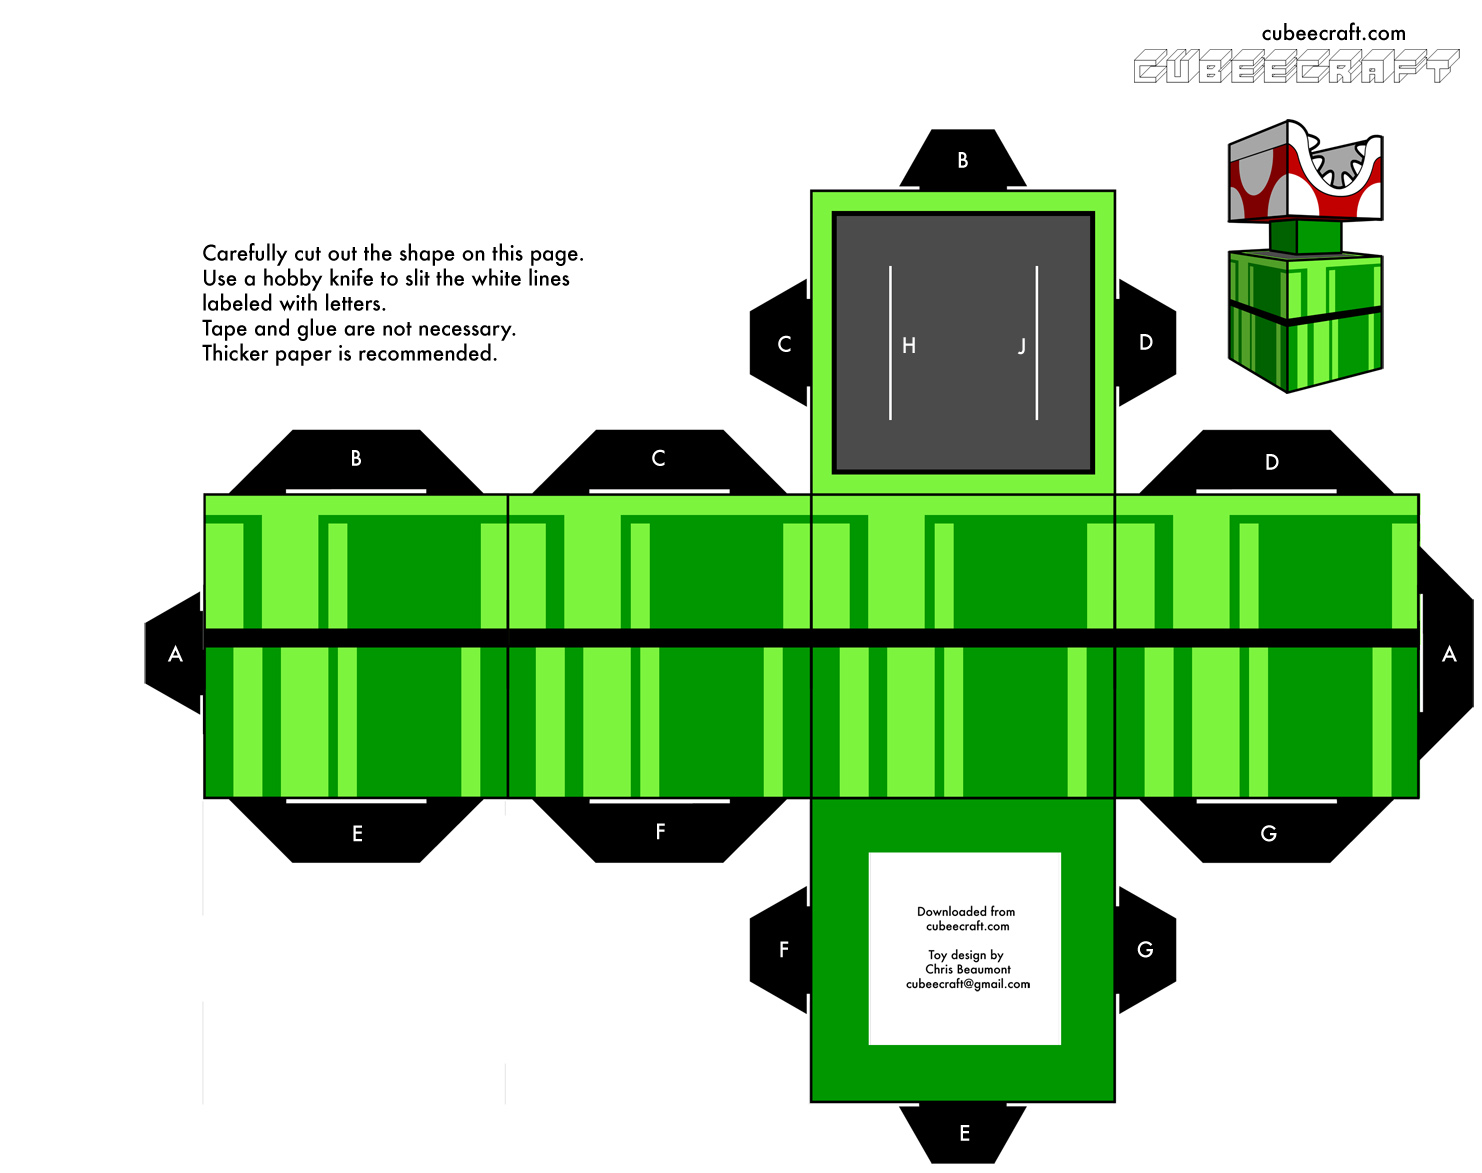 cubeecraft.com
CUBEECRAFT
B
Carefully cut out the shape on this page.
Use a hobby knife to slit the white lines
labeled with letters.
Tape and glue are not necessary.
Thicker paper is recommended.
C
H
J
D
B
C
D
A
A
E
F
G
F
Downloaded from
cubeecraft.com
Toy design by
Chris Beaumont
cubeecraft@gmail.com
G
E